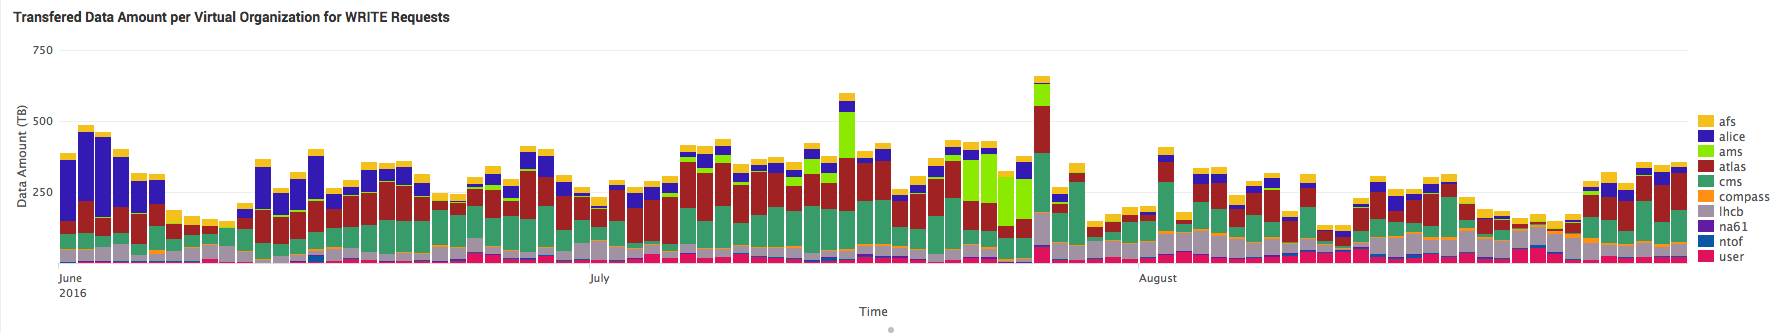 Transfered Data Amount per Virtual Organization for WRITE Requests
750
500
250
0
Data Amount (TB)
June
2016
July
August
Time
afs
alice
ams
atlas
cms
compass
lhcb
na61
ntof
user